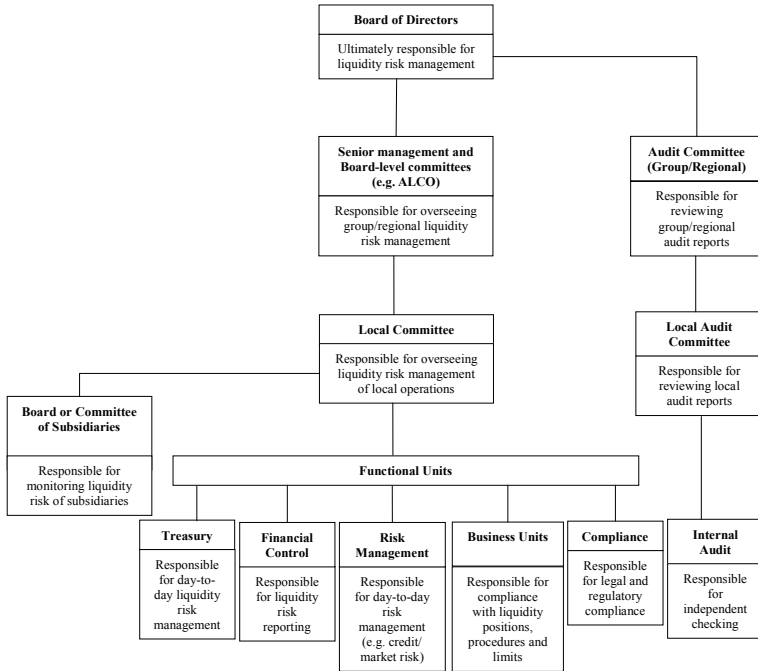 Board of Directors
Ultimately responsible for
liquidity risk management
Senior management and
Board-level committees
(e.g. ALCO)
Responsible for overseeing
group/regional liquidity
risk management
Audit Committee
(Group/Regional)
Responsible for
reviewing
group/regional
audit reports
Local Committee
Responsible for overseeing
liquidity risk management
of local operations
Local Audit
Committee
Responsible for
reviewing local
audit reports
Board or Committee
of Subsidiaries
Responsible for
monitoring liquidity
risk of subsidiaries
Functional Units
Treasury
Responsible
for day-to-
day liquidity
risk
management
Financial
Control
Responsible
for liquidity
risk
reporting
Risk
Management
Responsible
for day-to-day
risk
management
(e.g. credit/
market risk)
Business Units
Responsible for
compliance
with liquidity
positions,
procedures and
limits
Compliance
Responsible
for legal and
regulatory
compliance
Internal
Audit
Responsible
for
independent
checking